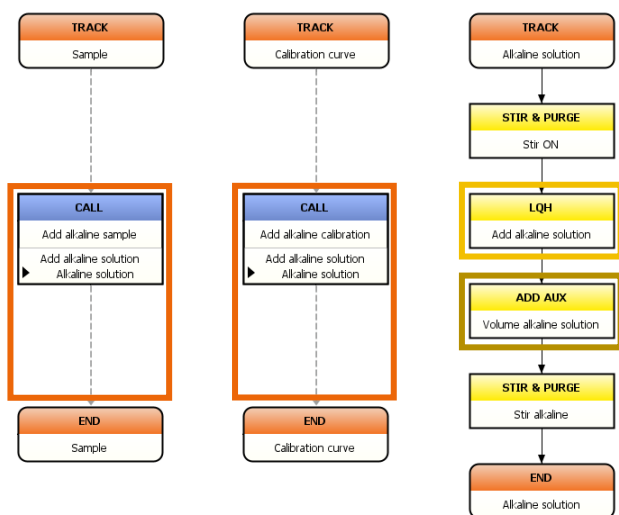 TRACK
Sample
CALL
Add alkaline sample
Add alkaline solution
Alkaline solution
END
Sample
TRACK
Calibration curve
CALL
Add alkaline calibration
Add alkaline solution
Alkaline solution
END
Calibration curve
TRACK
Alkaline solution
STIR & PURGE
Stir ON
LQH
Add alkaline solution
ADD AUX
Volume alkaline solution
STIR & PURGE
Stir alkaline
END
Alkaline solution